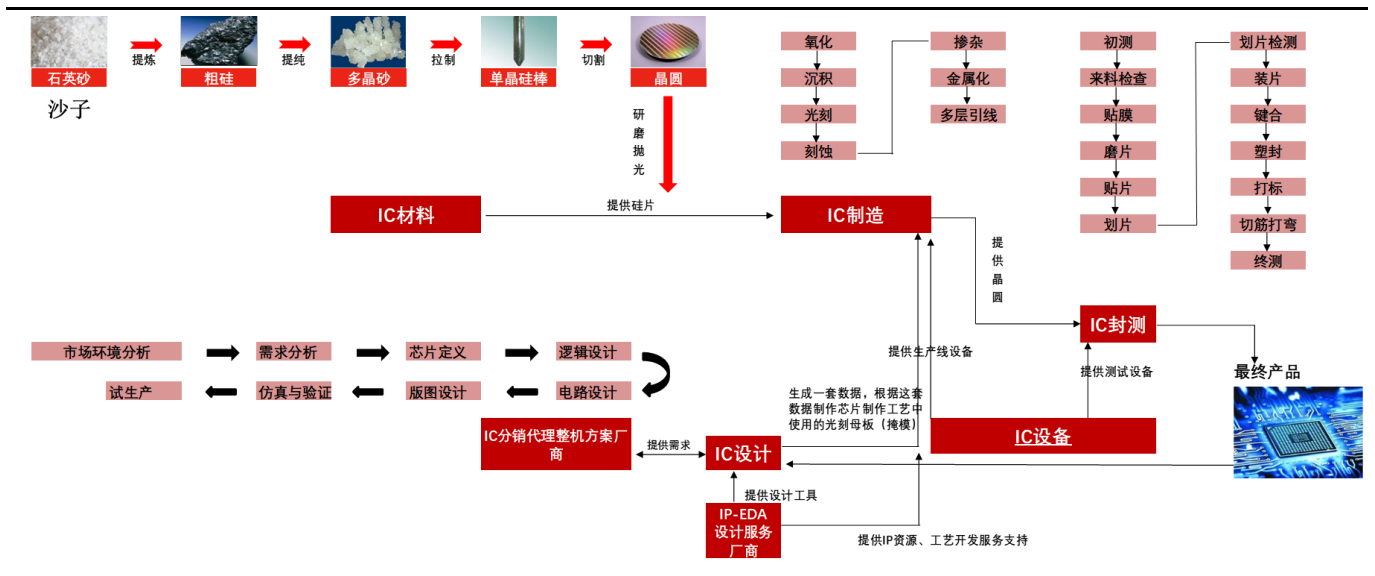 提炼
提纯
拉制
切割
石英砂
粗硅
多晶砂
单晶硅棒
晶圆
沙子
研
磨
抛
光
氧化
沉积
光刻
刻蚀
掺杂
金属化
多层引线
初测
来料检查
贴膜
磨片
贴片
划片
划片检测
装片
键合
塑封
打标
切筋打弯
终测
IC材料
提供硅片
IC制造
提
供
晶
圆
IC封测
提供生产线设备
提供测试设备
最终产品
市场环境分析
需求分析
芯片定义
逻辑设计
试生产
仿真与验证
版图设计
电路设计
生成一套数据，根据这套
数据制作芯片制作工艺中
使用的光刻母板（掩模）
IC分销代理整机方案厂
商
提供需求
IC设计
IC设备
提供设计工具
IP-EDA
设计服务
厂商
提供IP资源、工艺开发服务支持